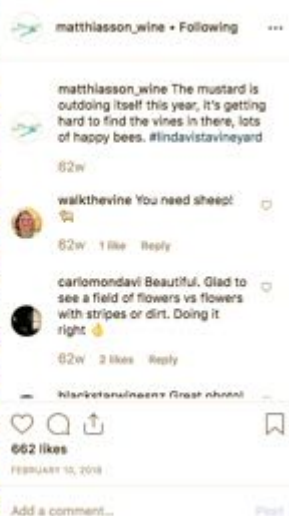 matthiasson_wine • Following
matthiasson_wine The mustard is
outdoing itself this year, it's getting
hard to find the vines in there, lots
of happy bees. #lindavistavineyard
62w
walkthevine You need sheep!
62w 1 like Reply
carlomondavi Beautiful. Glad to
see a field of flowers vs flowers
with stripes or dirt. Doing it
right 👌
62w 2 likes Reply
blackstarwinesnz Great photo!
662 likes
FEBRUARY 10, 2018
Add a comment... Post